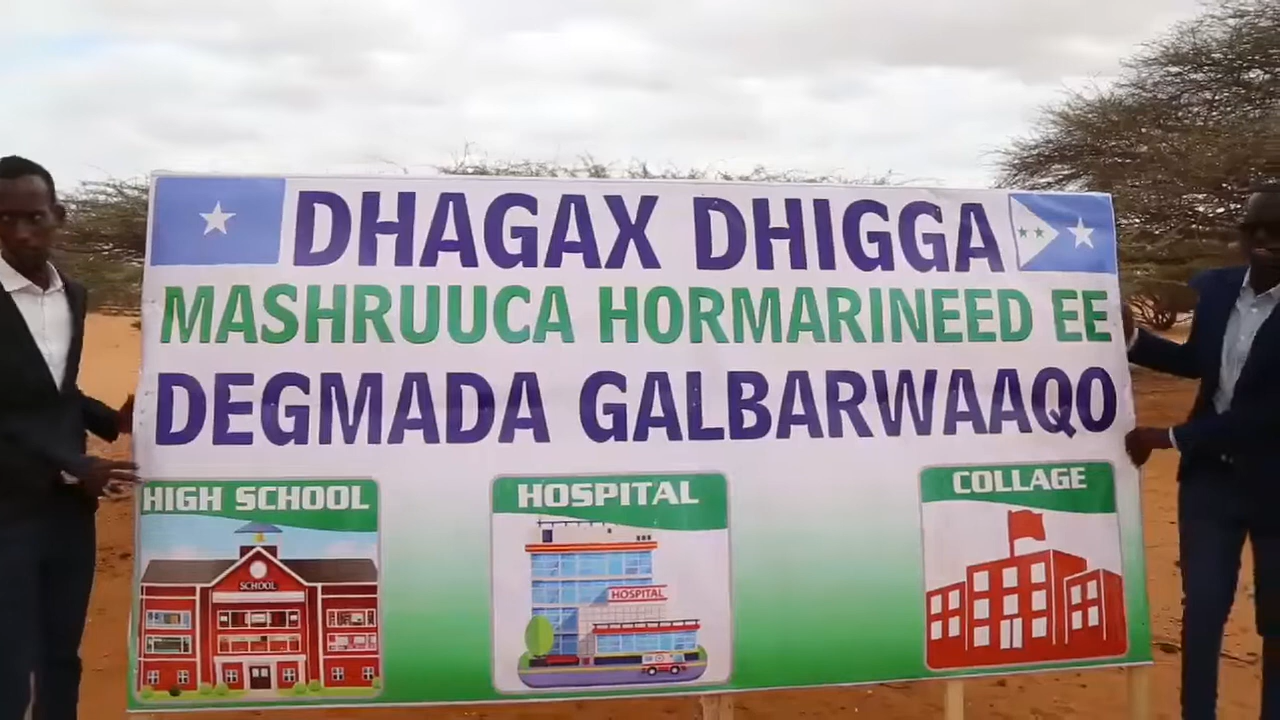 DHAGAX DHIGGA
MASHRUUCA HORMARINEED EE
DEGMADA GALBARWAAQO
HIGH SCHOOL
HOSPITAL
COLLAGE
SCHOOL
HOSPITAL